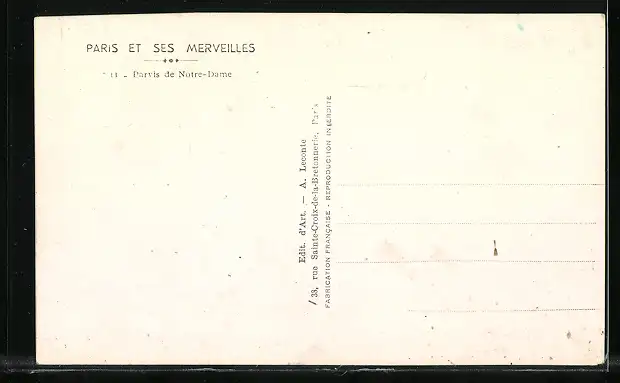 PARIS ET SES MERVEILLES
11 - Parvis de Notre-Dame
Edit. d'Art. — A. Leconte
38, rue Sainte-Croix-de-la-Bretonnerie, Paris
FABRICATION FRANÇAISE - REPRODUCTION INTERDITE